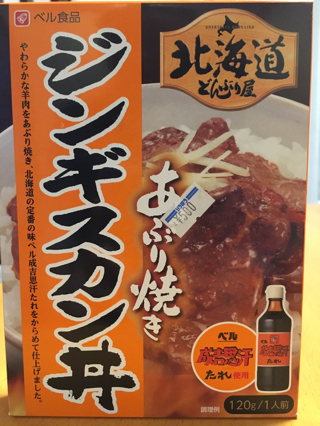 ベル食品
北海道
どんぶり屋
ジンギスカン丼
やわらかな羊肉をあぶり焼き、北海道の定番の味ベル成吉思汗たれをからめて仕上げました。
あぶり焼き
¥500
ベル
成吉思汗
たれ使用
調理例
120g/1人前